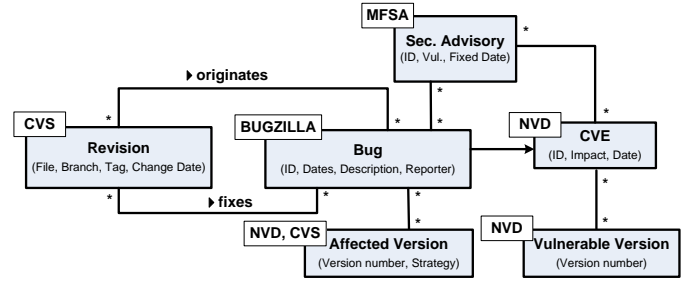 MFSA
Sec. Advisory
(ID, Vul., Fixed Date)
*
*
originates
*
*
*
*
CVS
Revision
(File, Branch, Tag, Change Date)
BUGZILLA
Bug
(ID, Dates, Description, Reporter)
NVD
CVE
(ID, Impact, Date)
*
fixes
*
*
*
*
*
NVD, CVS
Affected Version
(Version number, Strategy)
NVD
Vulnerable Version
(Version number)